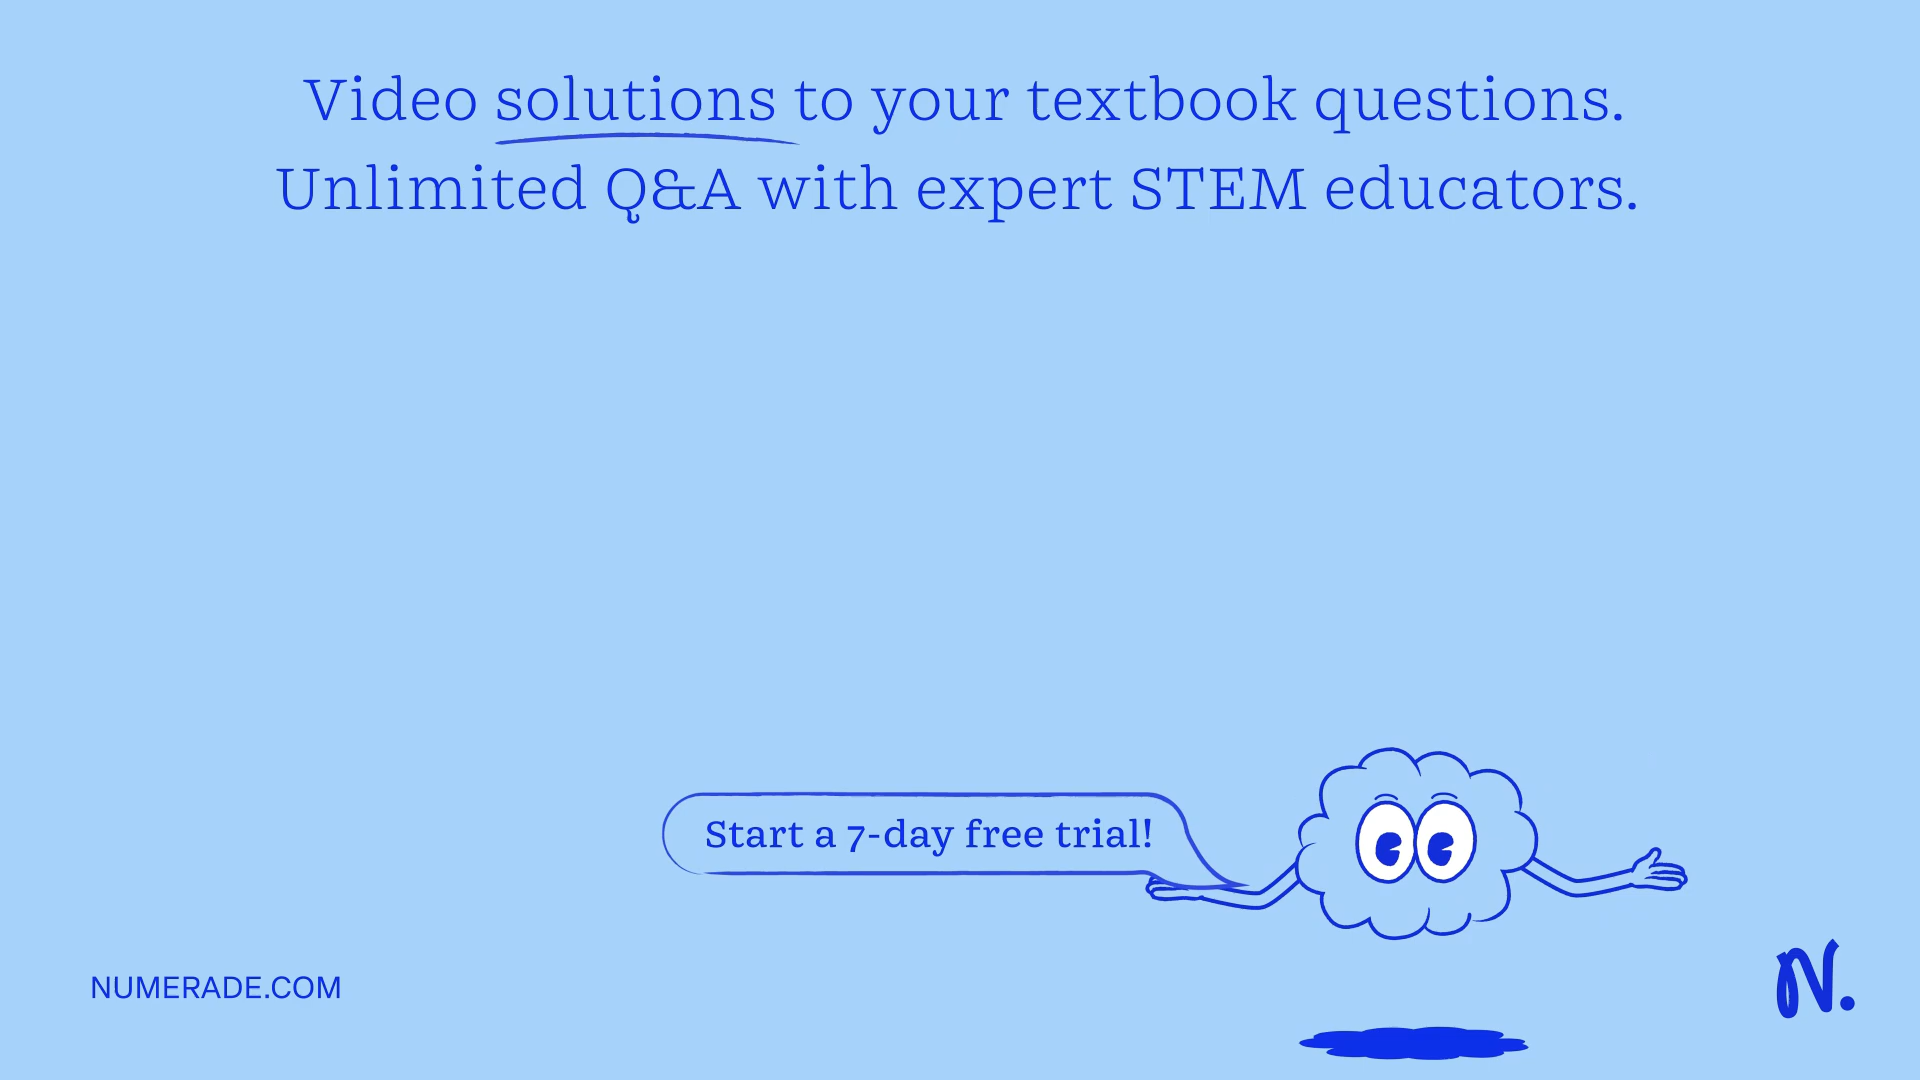 Video solutions to your textbook questions.
Unlimited Q&A with expert STEM educators.
Start a 7-day free trial!
NUMERADE.COM
N.